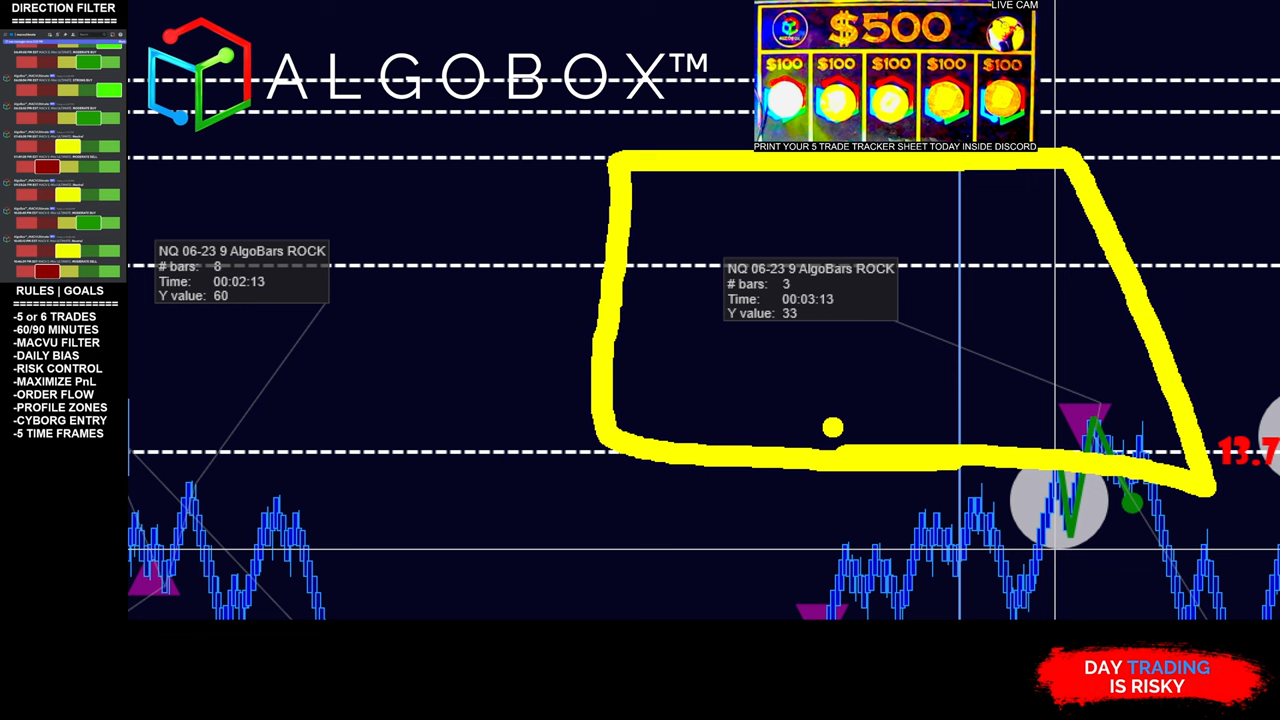 DIRECTION FILTER
================
RULES | GOALS
================
-5 or 6 TRADES
-60/90 MINUTES
-MACVU FILTER
-DAILY BIAS
-RISK CONTROL
-MAXIMIZE PnL
-ORDER FLOW
-PROFILE ZONES
-CYBORG ENTRY
-5 TIME FRAMES
ALGOBOX™
LIVE CAM
$500
$100 $100 $100 $100 $100
PRINT YOUR 5 TRADE TRACKER SHEET TODAY INSIDE DISCORD
NQ 06-23 9 AlgoBars ROCK
# bars: 8
Time: 00:02:13
Y value: 60
NQ 06-23 9 AlgoBars ROCK
# bars: 3
Time: 00:03:13
Y value: 33
13.7
DAY TRADING
IS RISKY